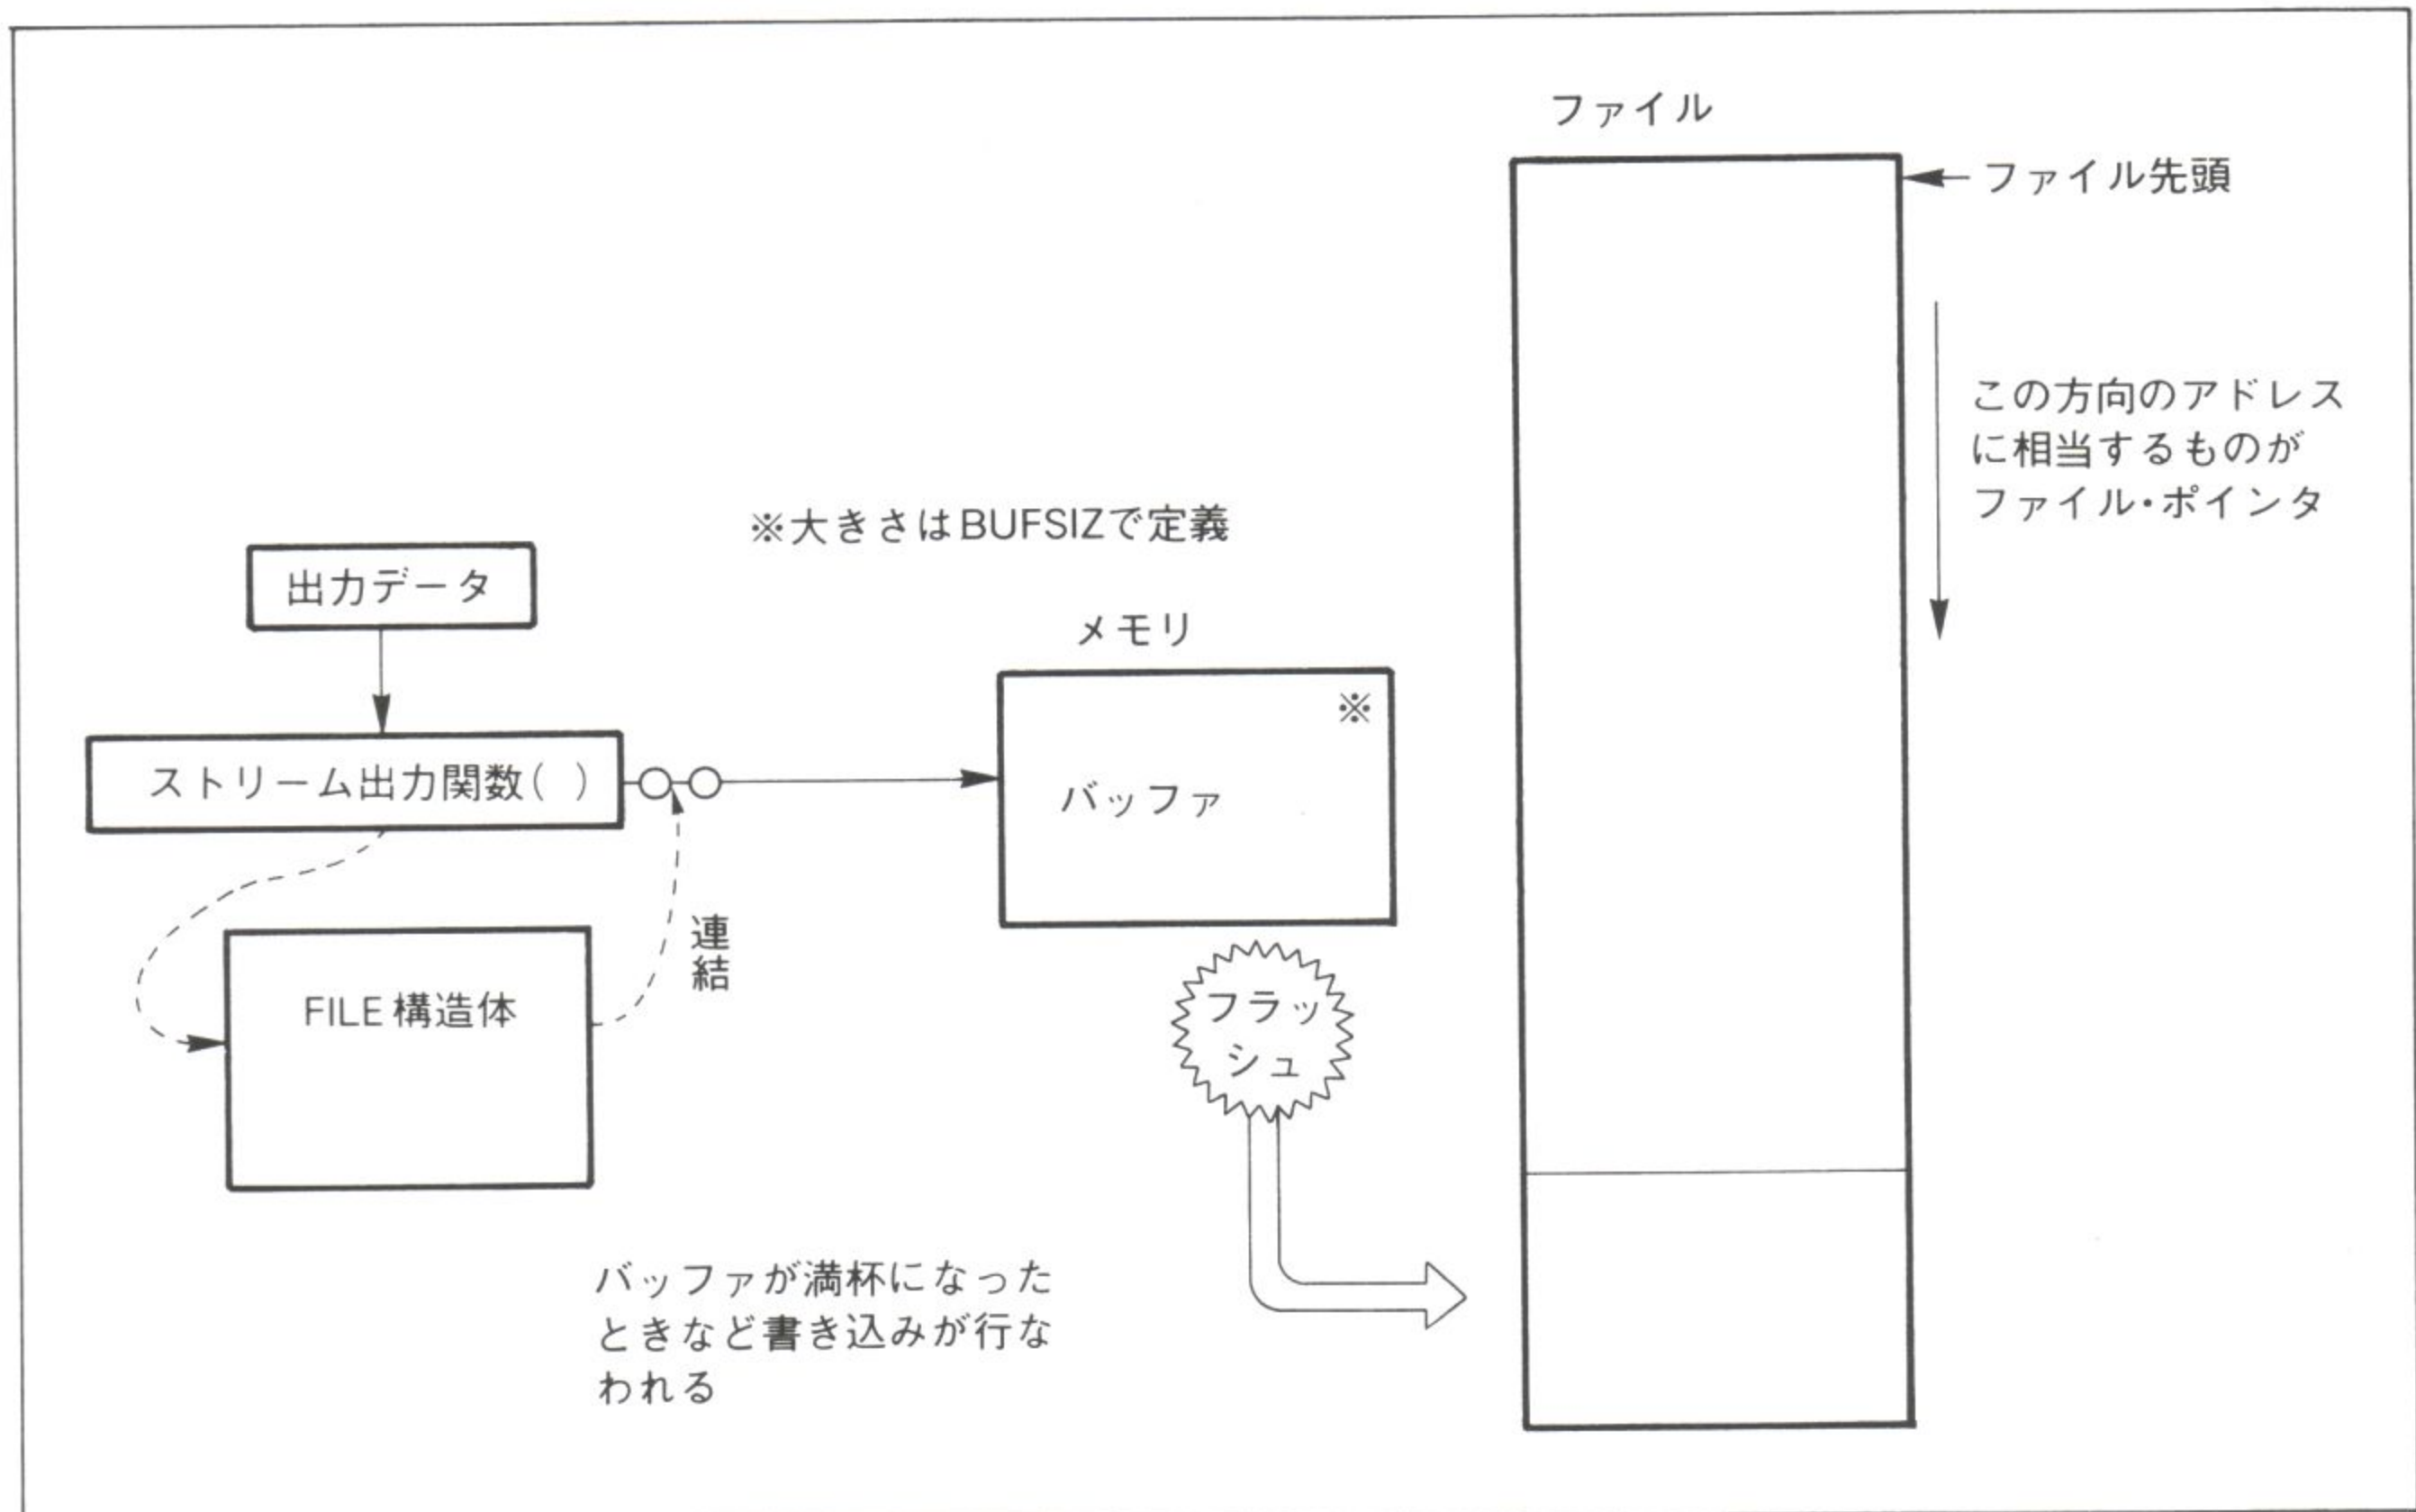 ファイル
ファイル先頭
この方向のアドレス
に相当するものが
ファイル・ポインタ
※大きさはBUFSIZで定義
出力データ
メモリ
※
バッファ
ストリーム出力関数( )
連結
FILE構造体
フラッ
シュ
バッファが満杯になった
ときなど書き込みが行な
われる